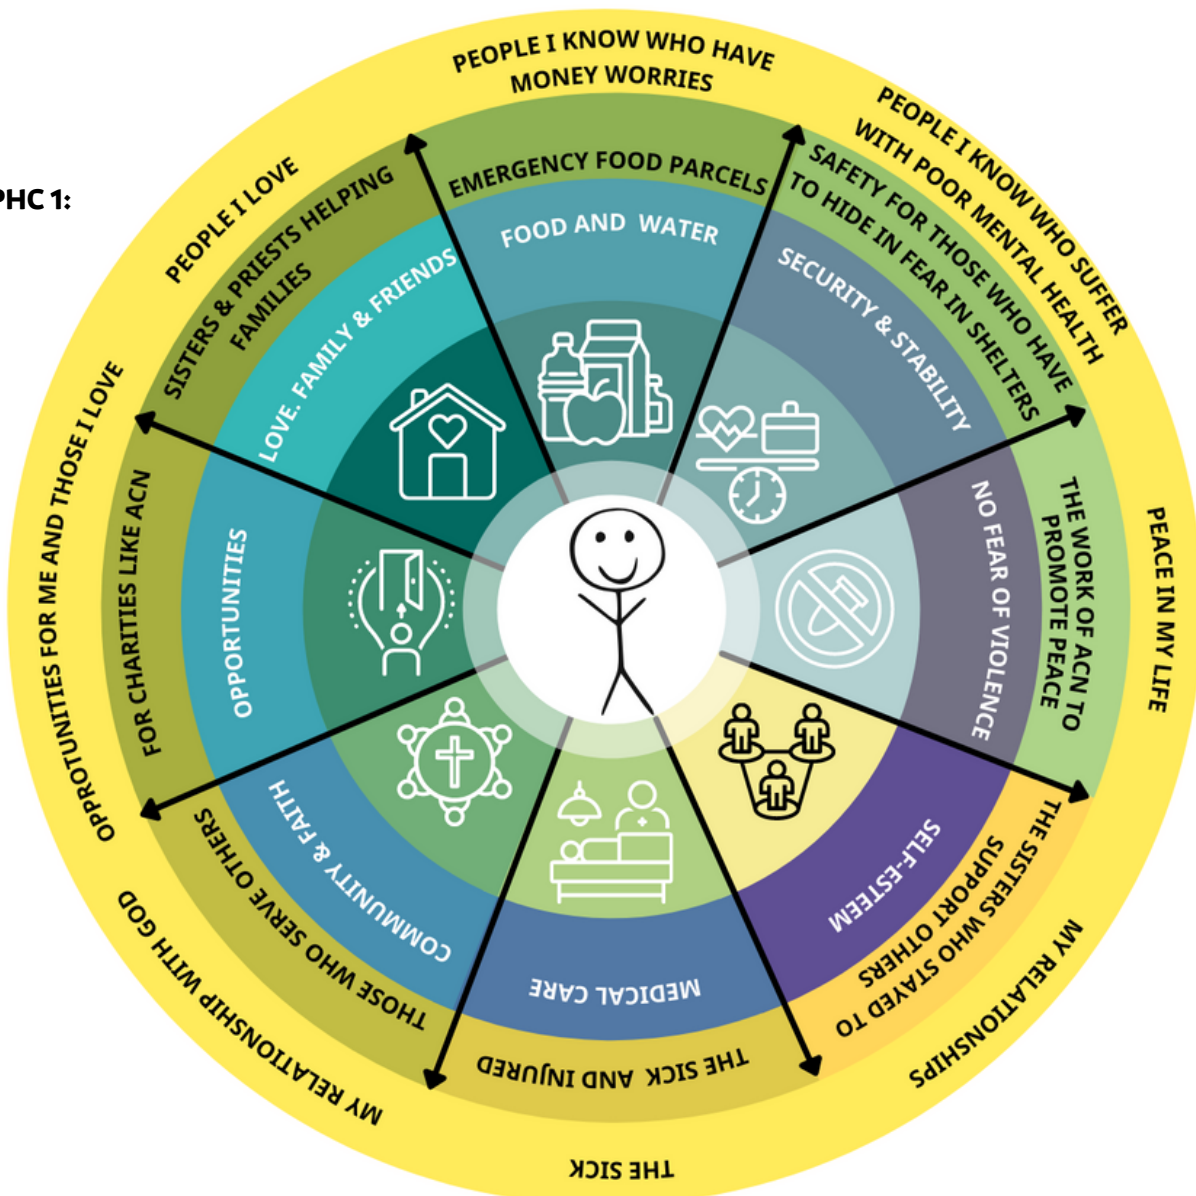 PHC 1:
PEOPLE I KNOW WHO HAVE
MONEY WORRIES
EMERGENCY FOOD PARCELS
FOOD AND WATER
PEOPLE I KNOW WHO SUFFER
WITH POOR MENTAL HEALTH
SAFETY FOR THOSE WHO HAVE
TO HIDE IN FEAR IN SHELTERS
SECURITY & STABILITY
PEACE IN MY LIFE
THE WORK OF ACN TO
PROMOTE PEACE
NO FEAR OF VIOLENCE
MY RELATIONSHIPS
THE SISTERS WHO STAYED TO
SUPPORT OTHERS
SELF-ESTEEM
THE SICK
THE SICK AND INJURED
MEDICAL CARE
MY RELATIONSHIP WITH GOD
THOSE WHO SERVE OTHERS
COMMUNITY & FAITH
OPPROTUNITIES FOR ME AND THOSE I LOVE
FOR CHARITIES LIKE ACN
OPPORTUNITIES
PEOPLE I LOVE
SISTERS & PRIESTS HELPING
FAMILIES
LOVE. FAMILY & FRIENDS